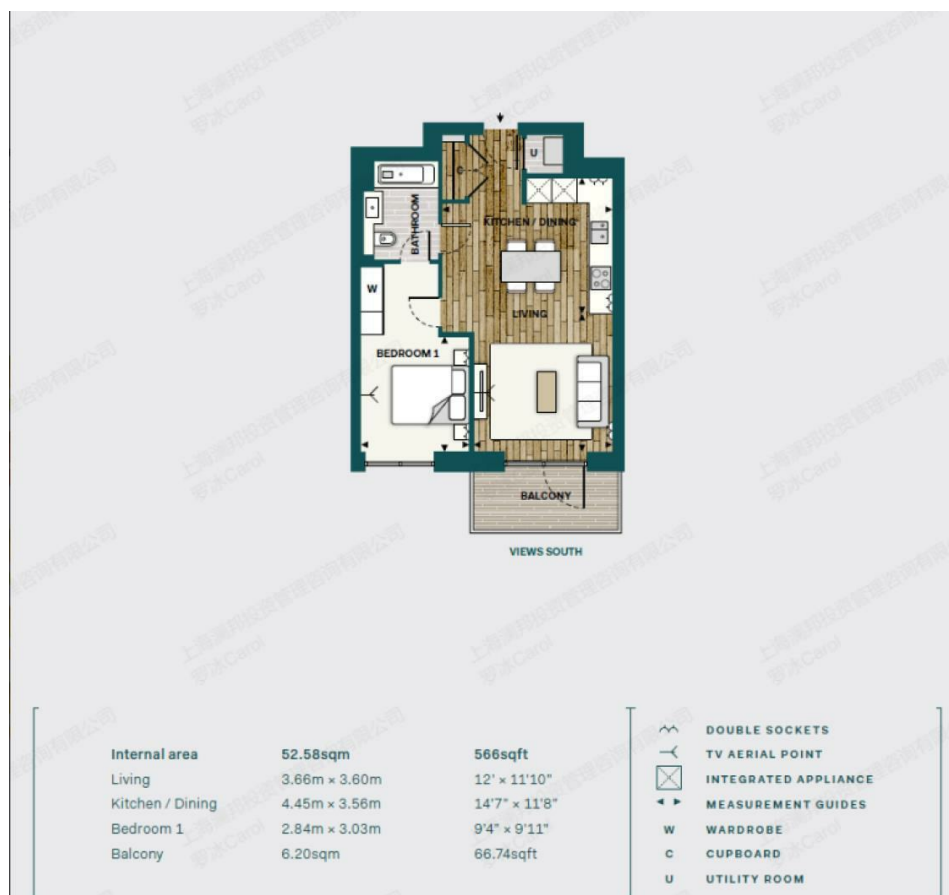 U
C
KITCHEN / DINING
BATHROOM
W
LIVING
BEDROOM 1
BALCONY
VIEWS SOUTH
Internal area 52.58sqm 566sqft
Living 3.66m × 3.60m 12' × 11'10"
Kitchen / Dining 4.45m × 3.56m 14'7" × 11'8"
Bedroom 1 2.84m × 3.03m 9'4" × 9'11"
Balcony 6.20sqm 66.74sqft
DOUBLE SOCKETS
TV AERIAL POINT
INTEGRATED APPLIANCE
MEASUREMENT GUIDES
W WARDROBE
C CUPBOARD
U UTILITY ROOM